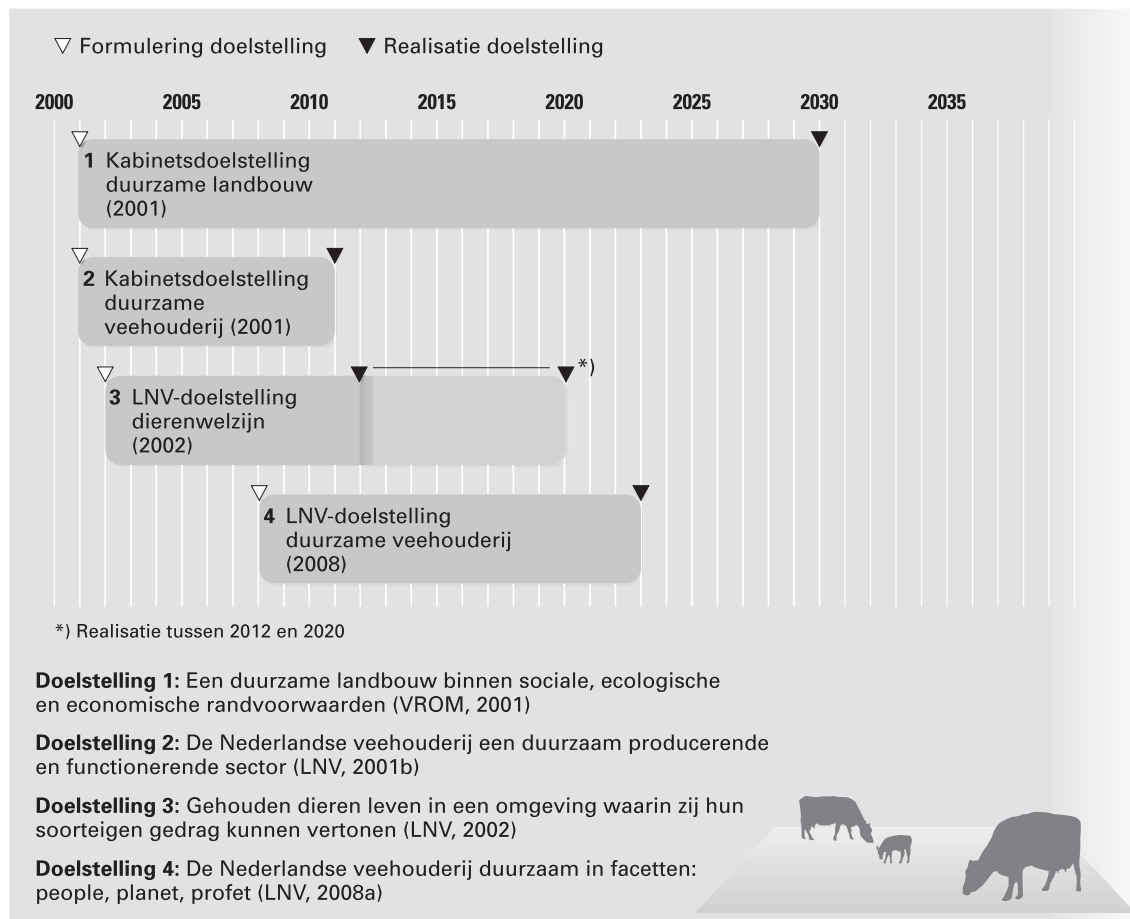 ▽ Formulering doelstelling ▼ Realisatie doelstelling
2000 2005 2010 2015 2020 2025 2030 2035
1 Kabinetsdoelstelling
duurzame landbouw
(2001)
2 Kabinetsdoelstelling
duurzame
veehouderij (2001)
*)
3 LNV-doelstelling
dierenwelzijn
(2002)
4 LNV-doelstelling
duurzame veehouderij
(2008)
*) Realisatie tussen 2012 en 2020
Doelstelling 1: Een duurzame landbouw binnen sociale, ecologische
en economische randvoorwaarden (VROM, 2001)
Doelstelling 2: De Nederlandse veehouderij een duurzaam producerende
en functionerende sector (LNV, 2001b)
Doelstelling 3: Gehouden dieren leven in een omgeving waarin zij hun
soorteigen gedrag kunnen vertonen (LNV, 2002)
Doelstelling 4: De Nederlandse veehouderij duurzaam in facetten:
people, planet, profet (LNV, 2008a)